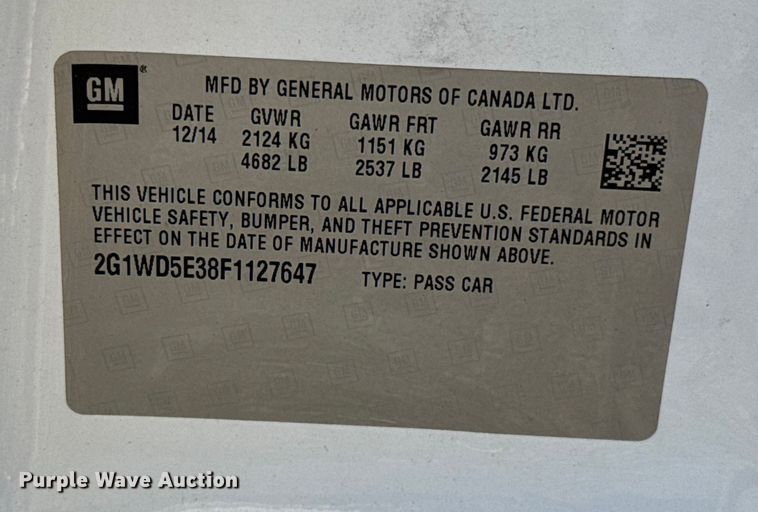 GM
MFD BY GENERAL MOTORS OF CANADA LTD.
DATE GVWR GAWR FRT GAWR RR
12/14 2124 KG 1151 KG 973 KG
4682 LB 2537 LB 2145 LB
THIS VEHICLE CONFORMS TO ALL APPLICABLE U.S. FEDERAL MOTOR
VEHICLE SAFETY, BUMPER, AND THEFT PREVENTION STANDARDS IN
EFFECT ON THE DATE OF MANUFACTURE SHOWN ABOVE.
2G1WD5E38F1127647 TYPE: PASS CAR
Purple Wave Auction